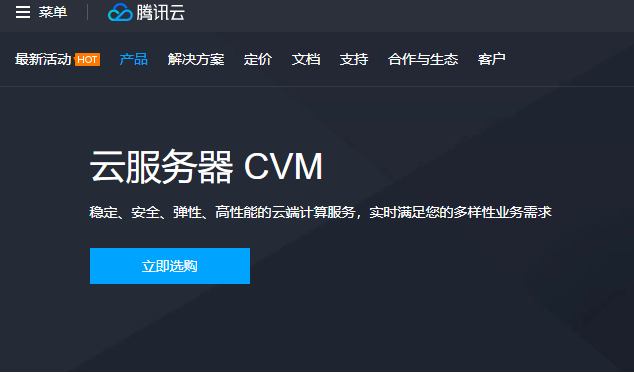 菜单 腾讯云
最新活动 HOT 产品 解决方案 定价 文档 支持 合作与生态 客户
云服务器 CVM
稳定、安全、弹性、高性能的云端计算服务，实时满足您的多样性业务需求
立即选购